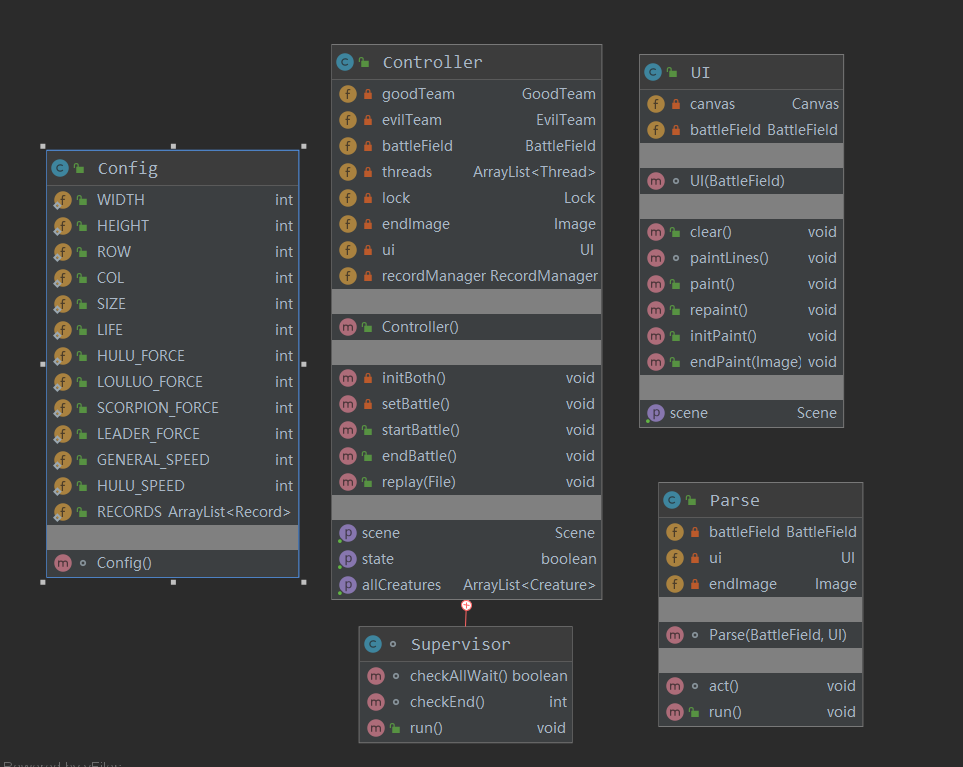 Config
WIDTH int
HEIGHT int
ROW int
COL int
SIZE int
LIFE int
HULU_FORCE int
LOULUO_FORCE int
SCORPION_FORCE int
LEADER_FORCE int
GENERAL_SPEED int
HULU_SPEED int
RECORDS ArrayList<Record>
Config()
Controller
goodTeam GoodTeam
evilTeam EvilTeam
battleField BattleField
threads ArrayList<Thread>
lock Lock
endImage Image
ui UI
recordManager RecordManager
Controller()
initBoth() void
setBattle() void
startBattle() void
endBattle() void
replay(File) void
scene Scene
state boolean
allCreatures ArrayList<Creature>
Supervisor
checkAllWait() boolean
checkEnd() int
run() void
UI
canvas Canvas
battleField BattleField
UI(BattleField)
clear() void
paintLines() void
paint() void
repaint() void
initPaint() void
endPaint(Image) void
scene Scene
Parse
battleField BattleField
ui UI
endImage Image
Parse(BattleField, UI)
act() void
run() void
Powered by yFiles